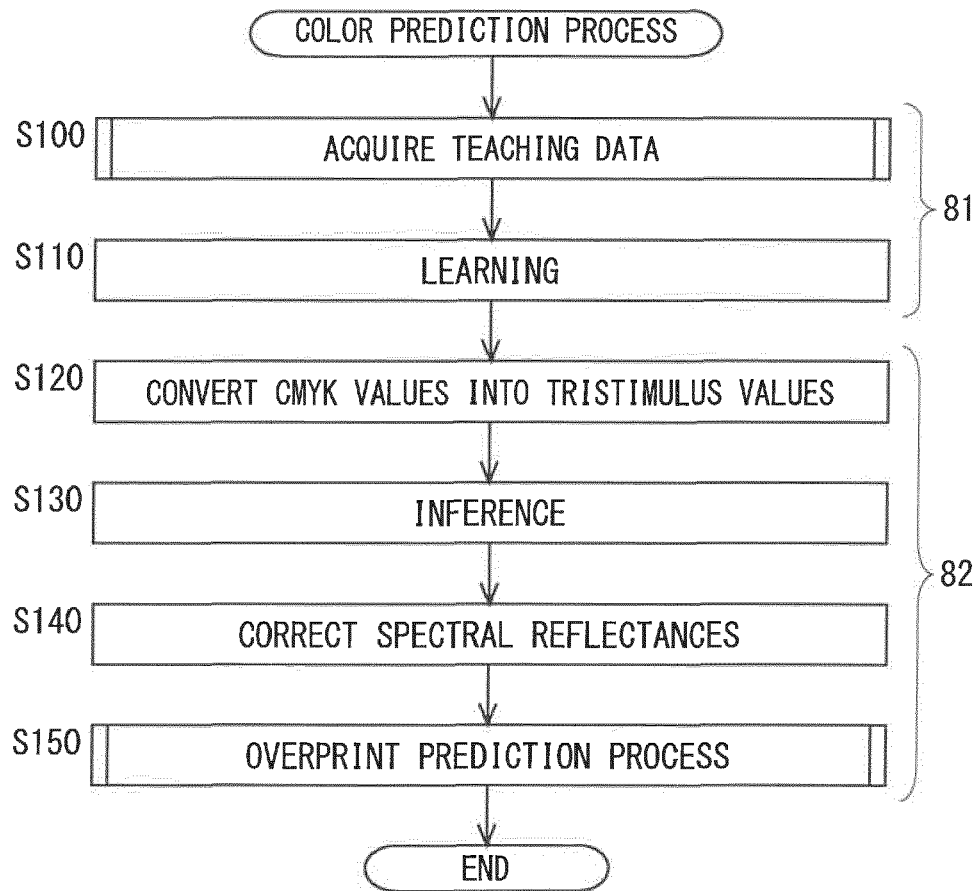 COLOR PREDICTION PROCESS
S100
ACQUIRE TEACHING DATA
81
S110
LEARNING
S120
CONVERT CMYK VALUES INTO TRISTIMULUS VALUES
S130
INFERENCE
82
S140
CORRECT SPECTRAL REFLECTANCES
S150
OVERPRINT PREDICTION PROCESS
END